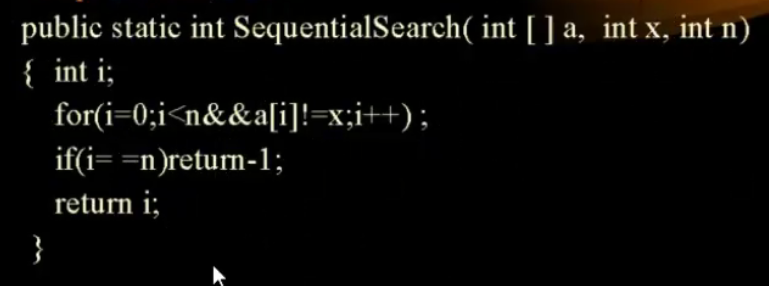 public static int SequentialSearch( int [ ] a, int x, int n)
{ int i;
for(i=0;i<n&&a[i]!=x;i++) ;
if(i= =n)return-1;
return i;
}